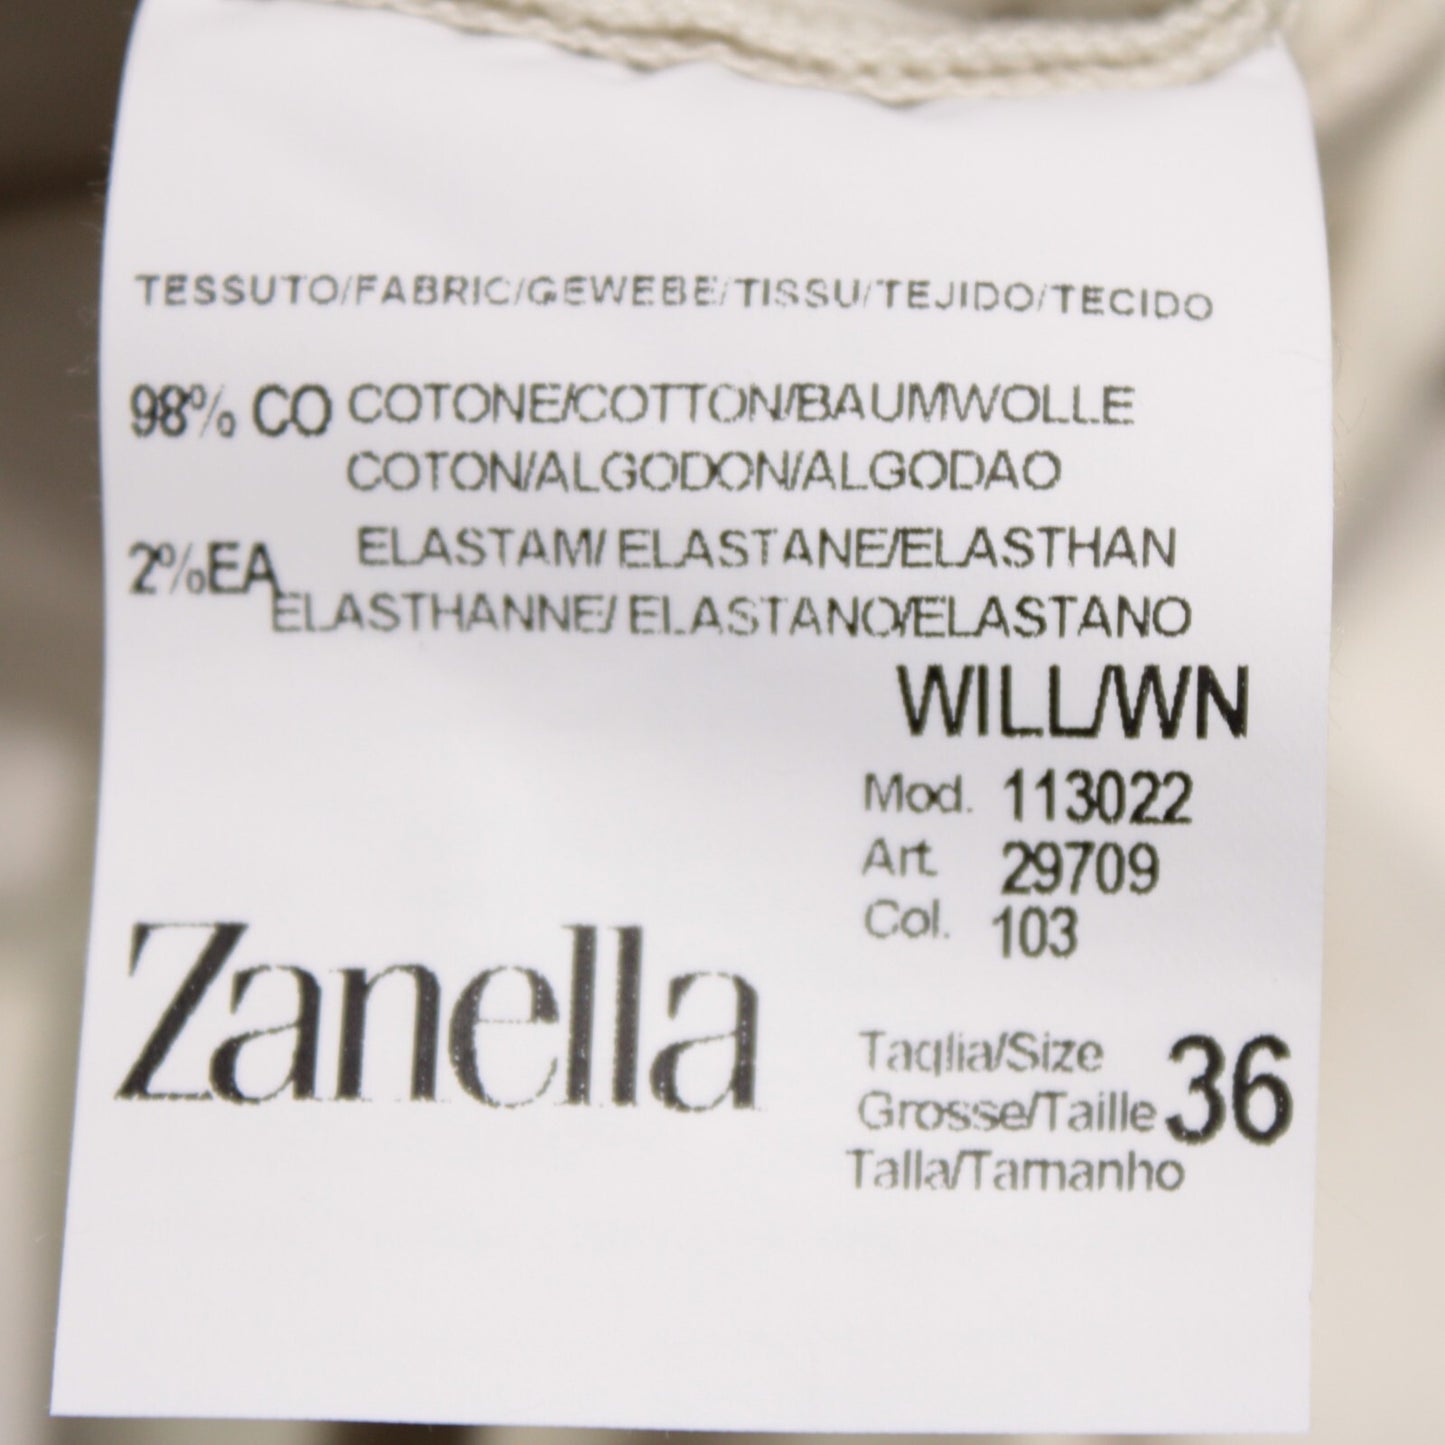 TESSUTO/FABRIC/GEWEBE/TISSU/TEJIDO/TECIDO
98% CO COTONE/COTTON/BAUMWOLLE
COTON/ALGODON/ALGODAO
2%EA ELASTAM/ ELASTANE/ELASTHAN
ELASTHANNE/ ELASTANO/ELASTANO
WILL/WN
Mod. 113022
Art. 29709
Col. 103
Zanella
Taglia/Size
Grosse/Taille 36
Talla/Tamanho